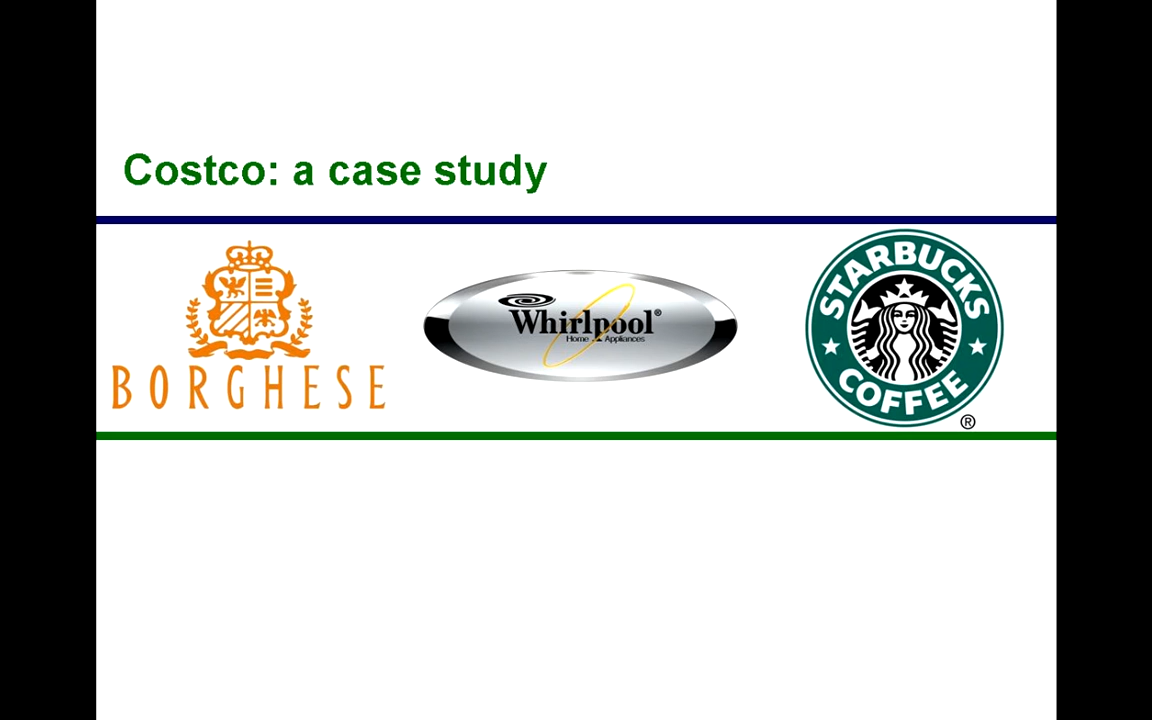 Costco: a case study
BORGHESE
Whirlpool®
Home Appliances
STARBUCKS
COFFEE
®